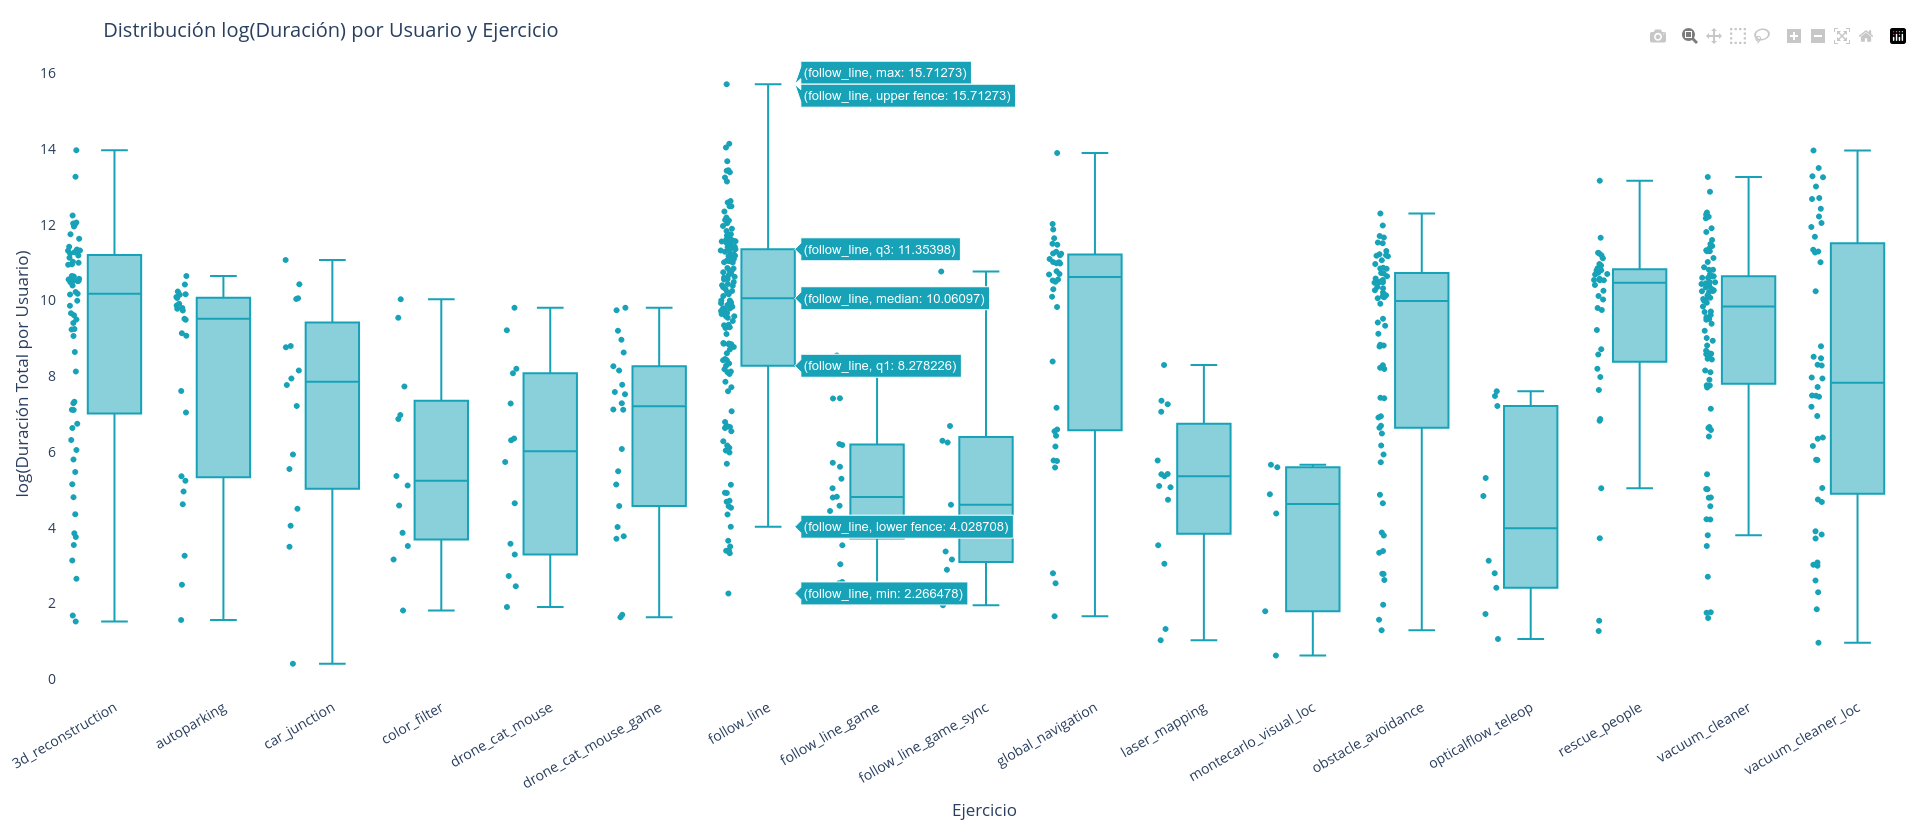 Distribución log(Duración) por Usuario y Ejercicio
log(Duración Total por Usuario)
16
14
12
10
8
6
4
2
0
(follow_line, max: 15.71273)
(follow_line, upper fence: 15.71273)
(follow_line, q3: 11.35398)
(follow_line, median: 10.06097)
(follow_line, q1: 8.278226)
(follow_line, lower fence: 4.028708)
(follow_line, min: 2.266478)
3d_reconstruction
autoparking
car_junction
color_filter
drone_cat_mouse
drone_cat_mouse_game
follow_line
follow_line_game
follow_line_game_sync
global_navigation
laser_mapping
montecarlo_visual_loc
obstacle_avoidance
opticalflow_teleop
rescue_people
vacuum_cleaner
vacuum_cleaner_loc
Ejercicio